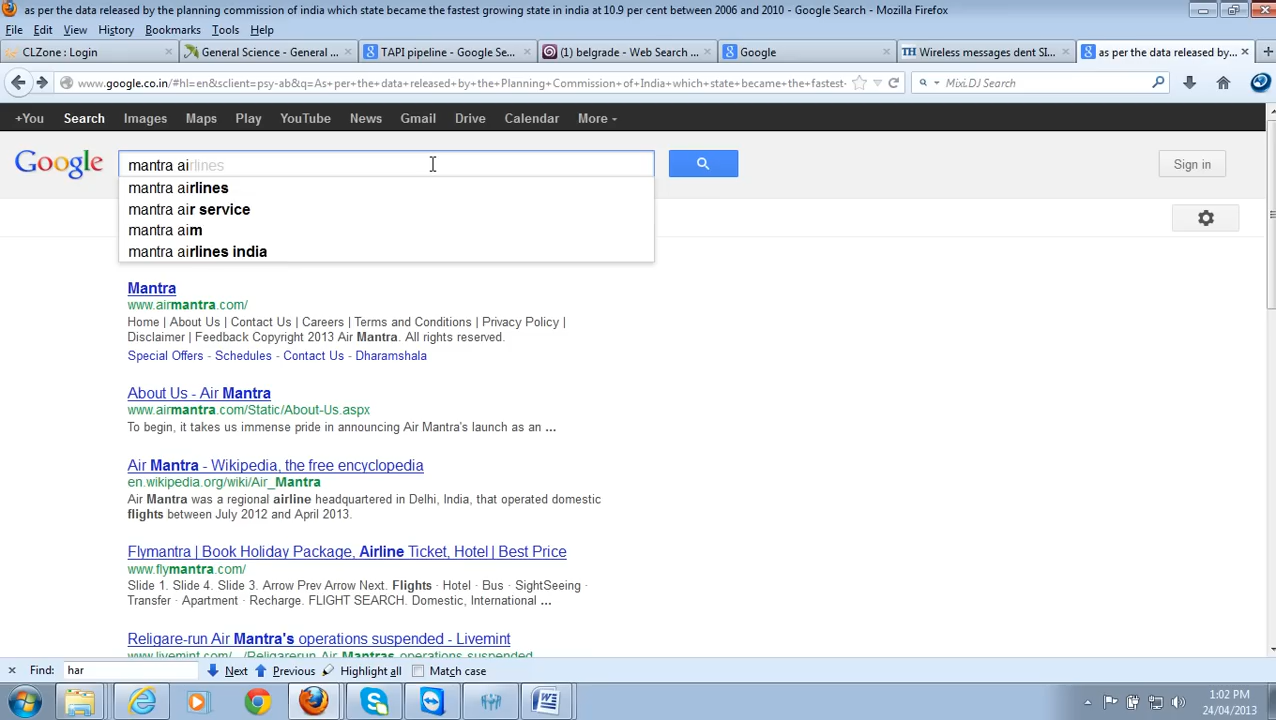 as per the data released by the planning commission of india which state became the fastest growing state in india at 10.9 per cent between 2006 and 2010 - Google Search - Mozilla Firefox
File Edit View History Bookmarks Tools Help
CLZone : Login
General Science - General ...
TAPI pipeline - Google Se...
(1) belgrade - Web Search ...
Google
TH Wireless messages dent SI...
as per the data released by...
www.google.co.in/#hl=en&sclient=psy-ab&q=As+per+the+data+released+by+the+Planning+Commission+of+India+which+state+became+the+fastest-
Mixi.DJ Search
+You Search Images Maps Play YouTube News Gmail Drive Calendar More
Google
mantra airlines
Sign in
mantra airlines
mantra air service
mantra aim
mantra airlines india
Mantra
www.airmantra.com/
Home | About Us | Contact Us | Careers | Terms and Conditions | Privacy Policy |
Disclaimer | Feedback Copyright 2013 Air Mantra. All rights reserved.
Special Offers - Schedules - Contact Us - Dharamshala
About Us - Air Mantra
www.airmantra.com/Static/About-Us.aspx
To begin, it takes us immense pride in announcing Air Mantra's launch as an ...
Air Mantra - Wikipedia, the free encyclopedia
en.wikipedia.org/wiki/Air_Mantra
Air Mantra was a regional airline headquartered in Delhi, India, that operated domestic
flights between July 2012 and April 2013.
Flymantra | Book Holiday Package, Airline Ticket, Hotel | Best Price
www.flymantra.com/
Slide 1. Slide 4. Slide 3. Arrow Prev Arrow Next. Flights · Hotel · Bus · SightSeeing ·
Transfer · Apartment · Recharge. FLIGHT SEARCH. Domestic, International ...
Religare-run Air Mantra's operations suspended - Livemint
www.livemint.com/.../Religarerun-Air-Mantras-operations-suspended
Find: har Next Previous Highlight all Match case
1:02 PM
24/04/2013